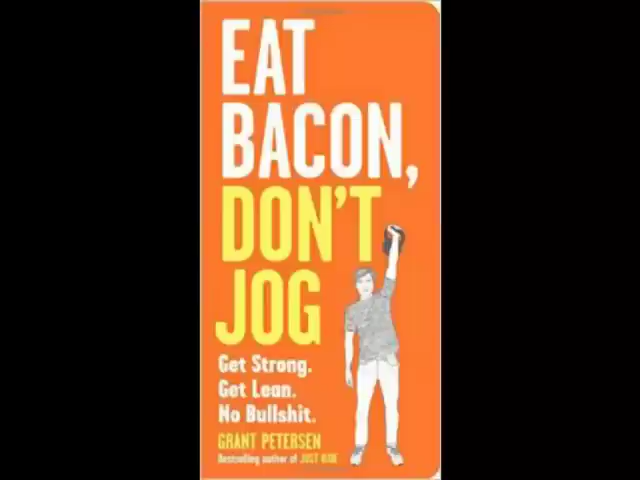 EAT
BACON,
DON'T
JOG
Get Strong.
Get Lean.
No Bullshit.
GRANT PETERSEN
Bestselling author of JUST RIDE